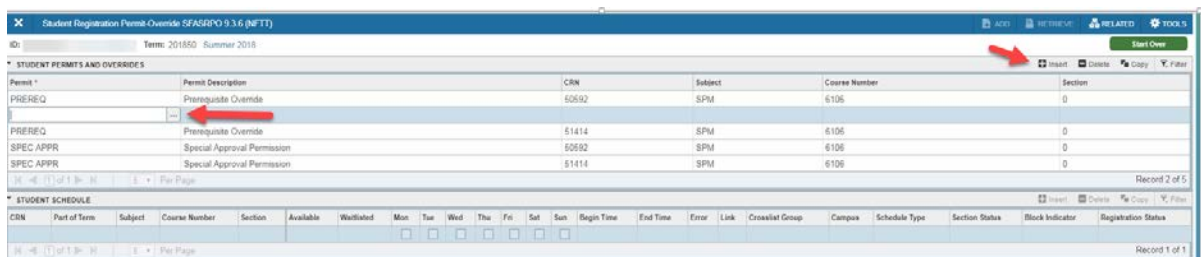 X Student Registration Permit-Override SFASRPO 9.3.6 (NFTT) ADD RETRIEVE RELATED TOOLS
ID: Term: 201850 Summer 2018 Start Over
STUDENT PERMITS AND OVERRIDES Insert Delete Copy Filter
Permit * Permit Description CRN Subject Course Number Section
PREREQ Prerequisite Override 50592 SPM 6106 0
...
PREREQ Prerequisite Override 51414 SPM 6106 0
SPEC APPR Special Approval Permission 50592 SPM 6106 0
SPEC APPR Special Approval Permission 51414 SPM 6106 0
1 of 1 Per Page Record 2 of 5
STUDENT SCHEDULE Insert Delete Copy Filter
CRN Part of Term Subject Course Number Section Available Waitlisted Mon Tue Wed Thu Fri Sat Sun Begin Time End Time Error Link Crosslist Group Campus Schedule Type Section Status Block Indicator Registration Status
1 of 1 Per Page Record 1 of 1